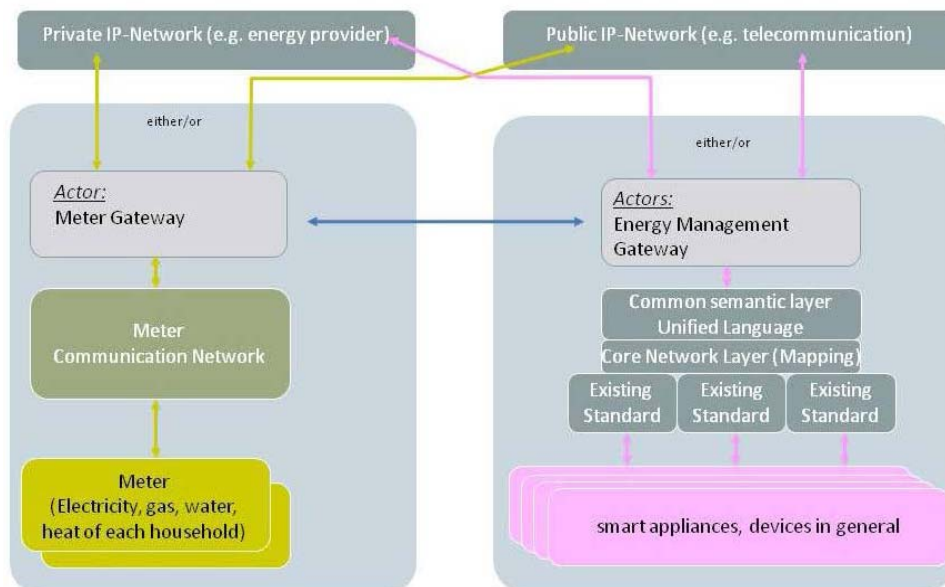 Private IP-Network (e.g. energy provider)
Public IP-Network (e.g. telecommunication)
either/or
either/or
Actor:
Meter Gateway
Actors:
Energy Management
Gateway
Meter
Communication Network
Common semantic layer
Unified Language
Core Network Layer (Mapping)
Existing
Standard
Existing
Standard
Existing
Standard
Meter
(Electricity, gas, water,
heat of each household)
smart appliances, devices in general